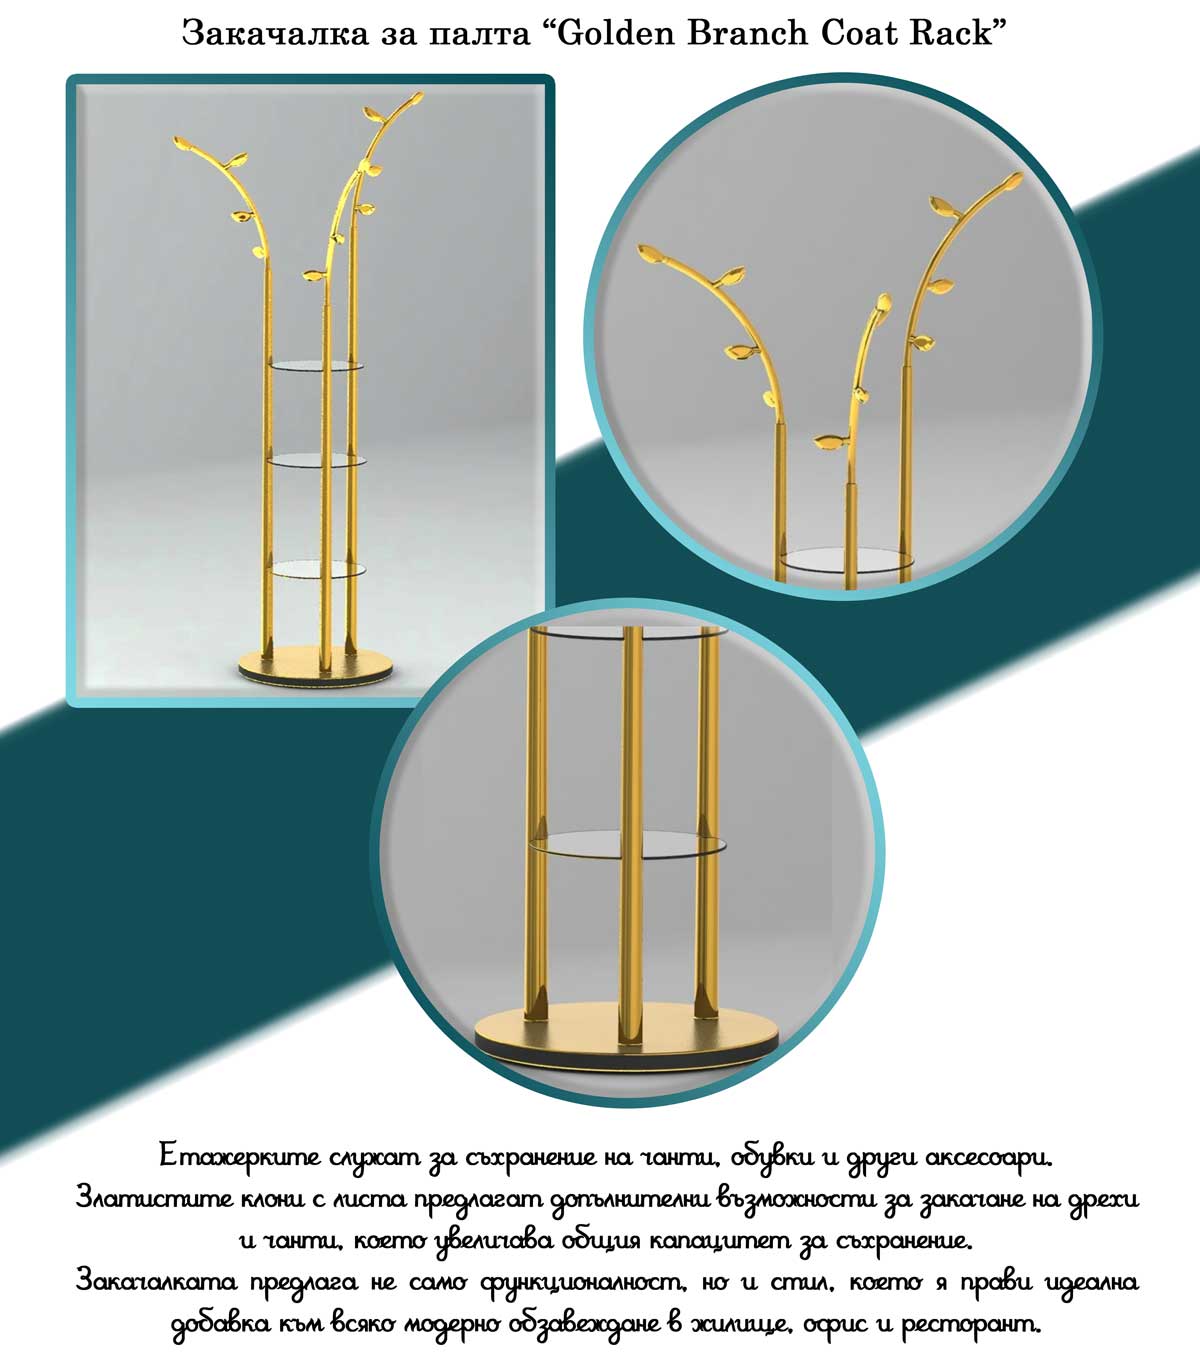 Закачалка за палта “Golden Branch Coat Rack”
Етажерките служат за съхранение на чанти, обувки и други аксесоари.
Златистите клони с листа предлагат допълнителни възможности за закачане на дрехи
и чанти, което увеличава общия капацитет за съхранение.
Закачалката предлага не само функционалност, но и стил, което я прави идеална
добавка към всяко модерно обзавеждане в жилище, офис и ресторант.